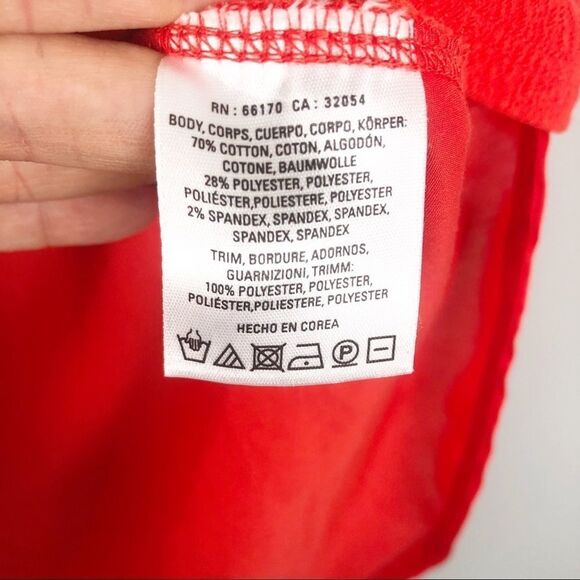 RN : 66170 CA : 32054
BODY, CORPS, CUERPO, CORPO, KÖRPER:
70% COTTON, COTON, ALGODÓN,
COTONE, BAUMWOLLE
28% POLYESTER, POLYESTER,
POLIÉSTER,POLIESTERE, POLYESTER
2% SPANDEX, SPANDEX, SPANDEX,
SPANDEX, SPANDEX
TRIM, BORDURE, ADORNOS,
GUARNIZIONI, TRIMM:
100% POLYESTER, POLYESTER,
POLIÉSTER,POLIESTERE, POLYESTER
HECHO EN COREA
P